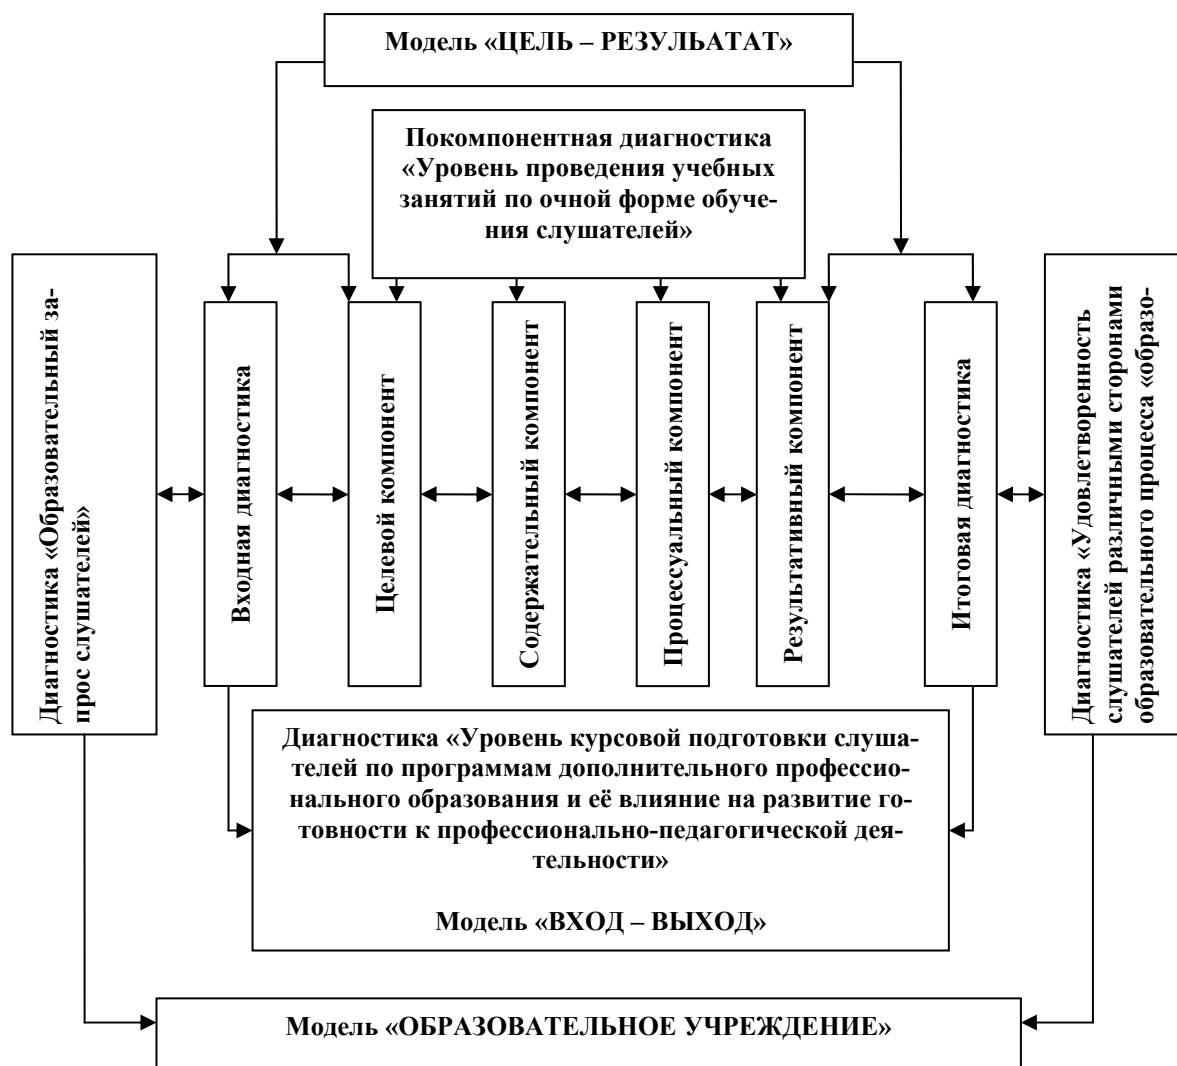 Модель «ЦЕЛЬ – РЕЗУЛЬАТАТ»
Покомпонентная диагностика
«Уровень проведения учебных
занятий по очной форме обуче-
ния слушателей»
Диагностика «Образовательный за-
прос слушателей»
Входная диагностика
Целевой компонент
Содержательный компонент
Процессуальный компонент
Результативный компонент
Итоговая диагностика
Диагностика «Удовлетворенность
слушателей различными сторонами
образовательного процесса «образо-
Диагностика «Уровень курсовой подготовки слуша-
телей по программам дополнительного профессио-
нального образования и её влияние на развитие го-
товности к профессионально-педагогической дея-
тельности»
Модель «ВХОД – ВЫХОД»
Модель «ОБРАЗОВАТЕЛЬНОЕ УЧРЕЖДЕНИЕ»